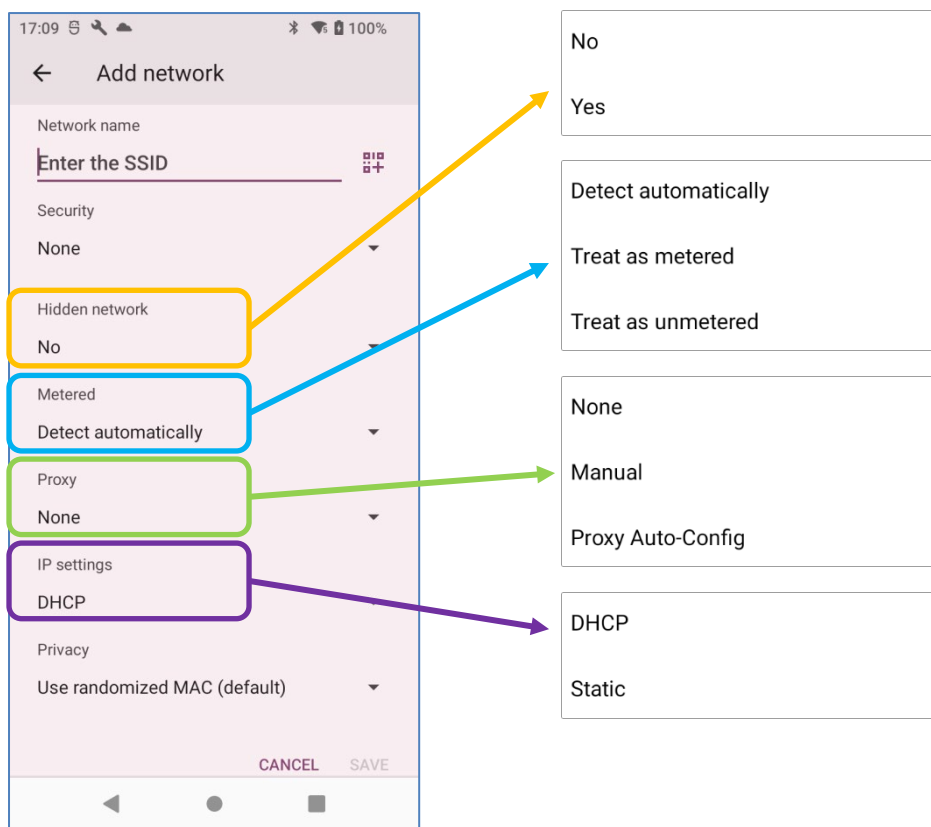 17:09 100%
Add network
Network name
Enter the SSID
Security
None
Hidden network
No
Metered
Detect automatically
Proxy
None
IP settings
DHCP
Privacy
Use randomized MAC (default)
CANCEL SAVE
No
Yes
Detect automatically
Treat as metered
Treat as unmetered
None
Manual
Proxy Auto-Config
DHCP
Static